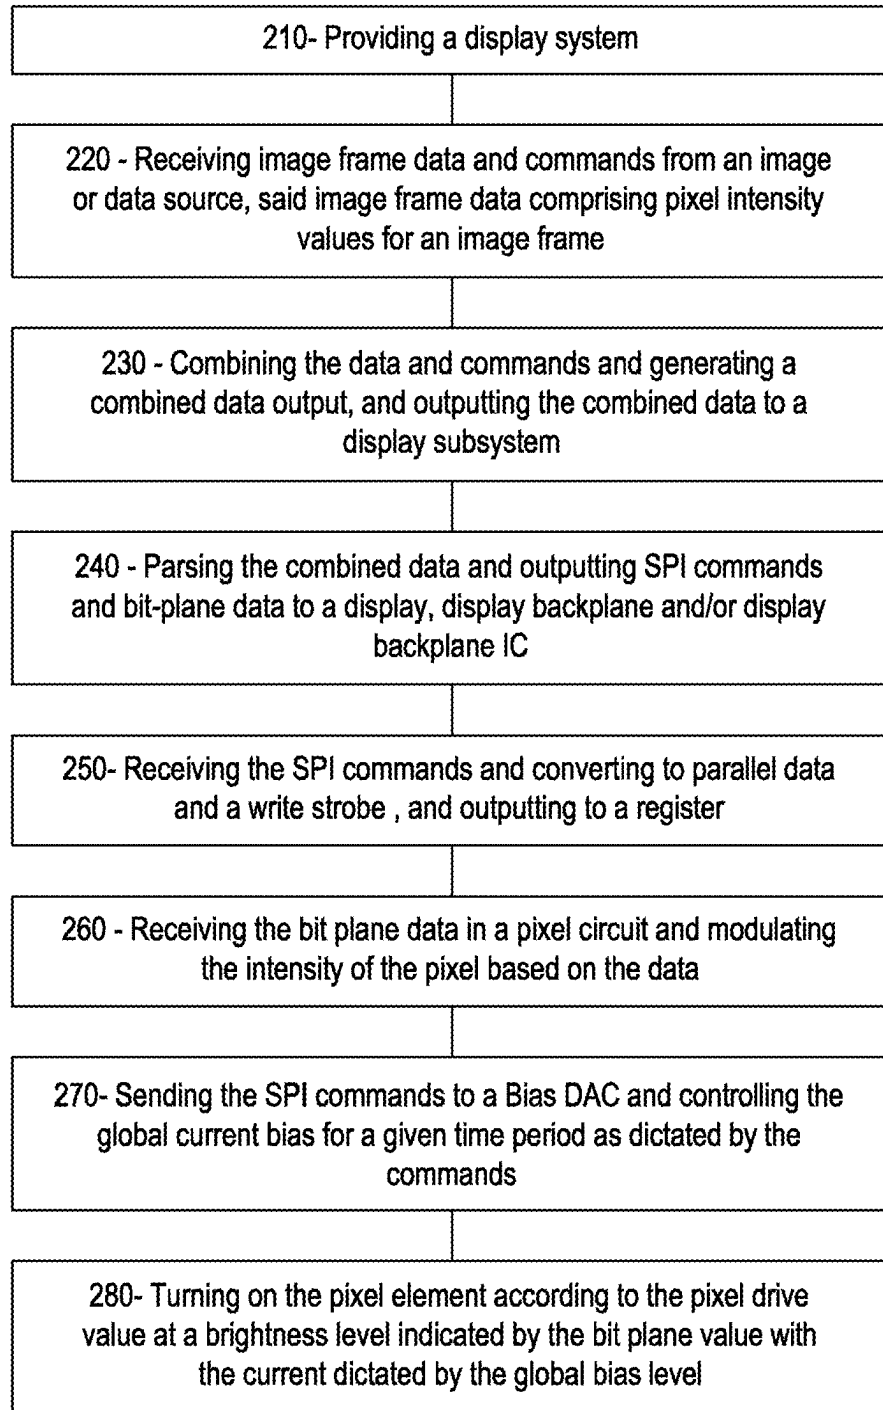 210- Providing a display system
220 - Receiving image frame data and commands from an image
or data source, said image frame data comprising pixel intensity
values for an image frame
230 - Combining the data and commands and generating a
combined data output, and outputting the combined data to a
display subsystem
240 - Parsing the combined data and outputting SPI commands
and bit-plane data to a display, display backplane and/or display
backplane IC
250- Receiving the SPI commands and converting to parallel data
and a write strobe , and outputting to a register
260 - Receiving the bit plane data in a pixel circuit and modulating
the intensity of the pixel based on the data
270- Sending the SPI commands to a Bias DAC and controlling the
global current bias for a given time period as dictated by the
commands
280- Turning on the pixel element according to the pixel drive
value at a brightness level indicated by the bit plane value with
the current dictated by the global bias level